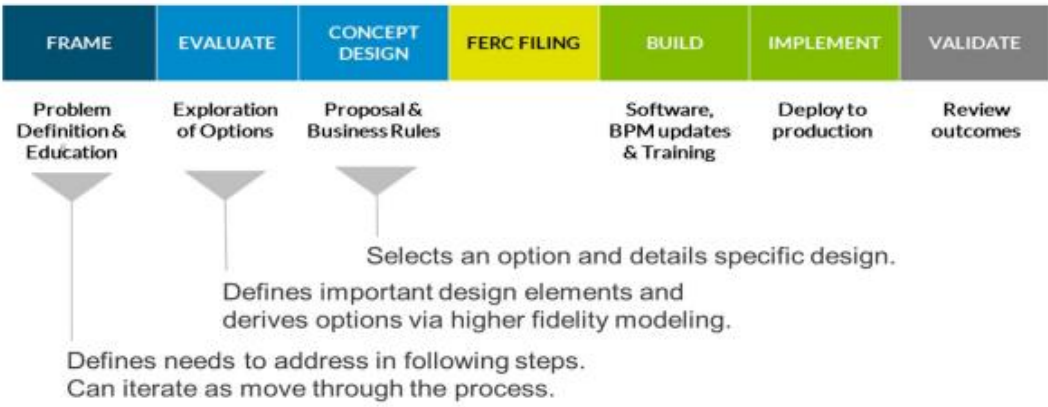 FRAME
EVALUATE
CONCEPT
DESIGN
FERC FILING
BUILD
IMPLEMENT
VALIDATE
Problem
Definition &
Education
Exploration
of Options
Proposal &
Business Rules
Software,
BPM updates
& Training
Deploy to
production
Review
outcomes
Selects an option and details specific design.
Defines important design elements and
derives options via higher fidelity modeling.
Defines needs to address in following steps.
Can iterate as move through the process.